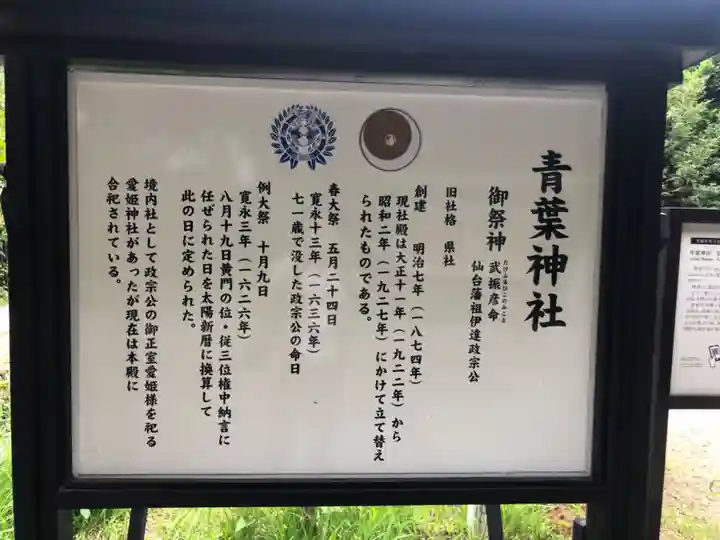 青葉神社
御祭神 武振彦命
たけふるひこのみこと
仙台藩祖伊達政宗公
旧社格 県社
創建 明治七年（一八七四年）
現社殿は大正十一年（一九二二年）から
昭和二年（一九二七年）にかけて立て替え
られたものである。
春大祭 五月二十四日
寛永十三年（一六三六年）
七一歳で没した政宗公の命日
例大祭 十月九日
寛永三年（一六二六年）
八月十九日黄門の位・従三位権中納言に
任ぜられた日を太陽新暦に換算して
此の日に定められた。
境内社として政宗公の御正室愛姫様を祀る
愛姫神社があったが現在は本殿に
合祀されている。